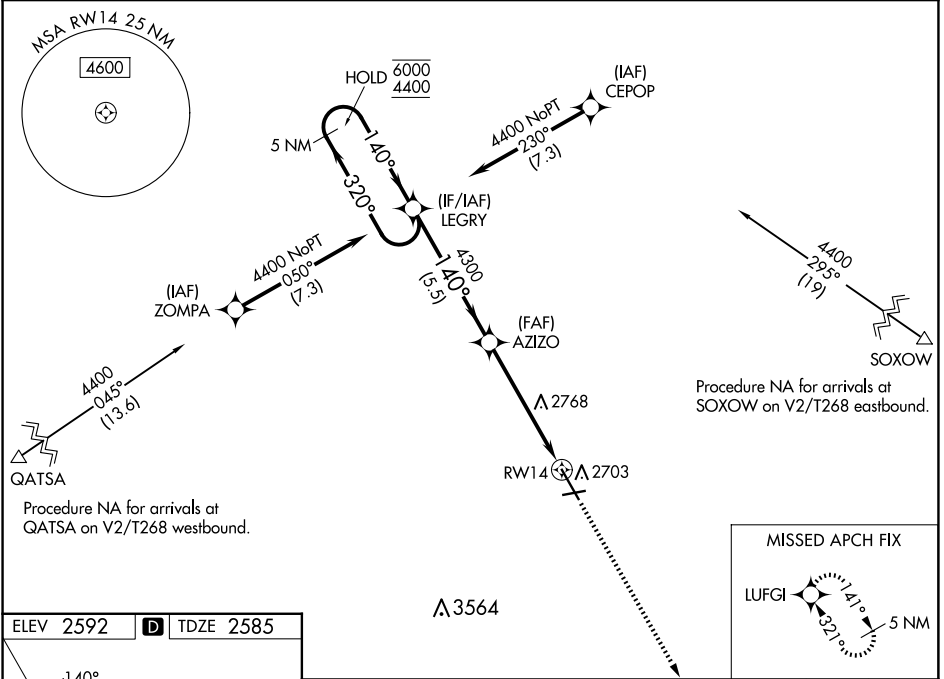 MSA RW14 25 NM
4600
HOLD
6000
4400
5 NM
140°
320°
(IF/IAF)
LEGRY
(IAF)
CEPOP
4400 NoPT
230°
(7.3)
4400 NoPT
050°
(7.3)
(IAF)
ZOMPA
4300
140°
(5.5)
(FAF)
AZIZO
4400
295°
(19)
SOXOW
Procedure NA for arrivals at
SOXOW on V2/T268 eastbound.
4400
045°
(13.6)
QATSA
Procedure NA for arrivals at
QATSA on V2/T268 westbound.
2768
RW14
2703
3564
MISSED APCH FIX
LUFGI
141°
321°
5 NM
ELEV 2592 D TDZE 2585
140°